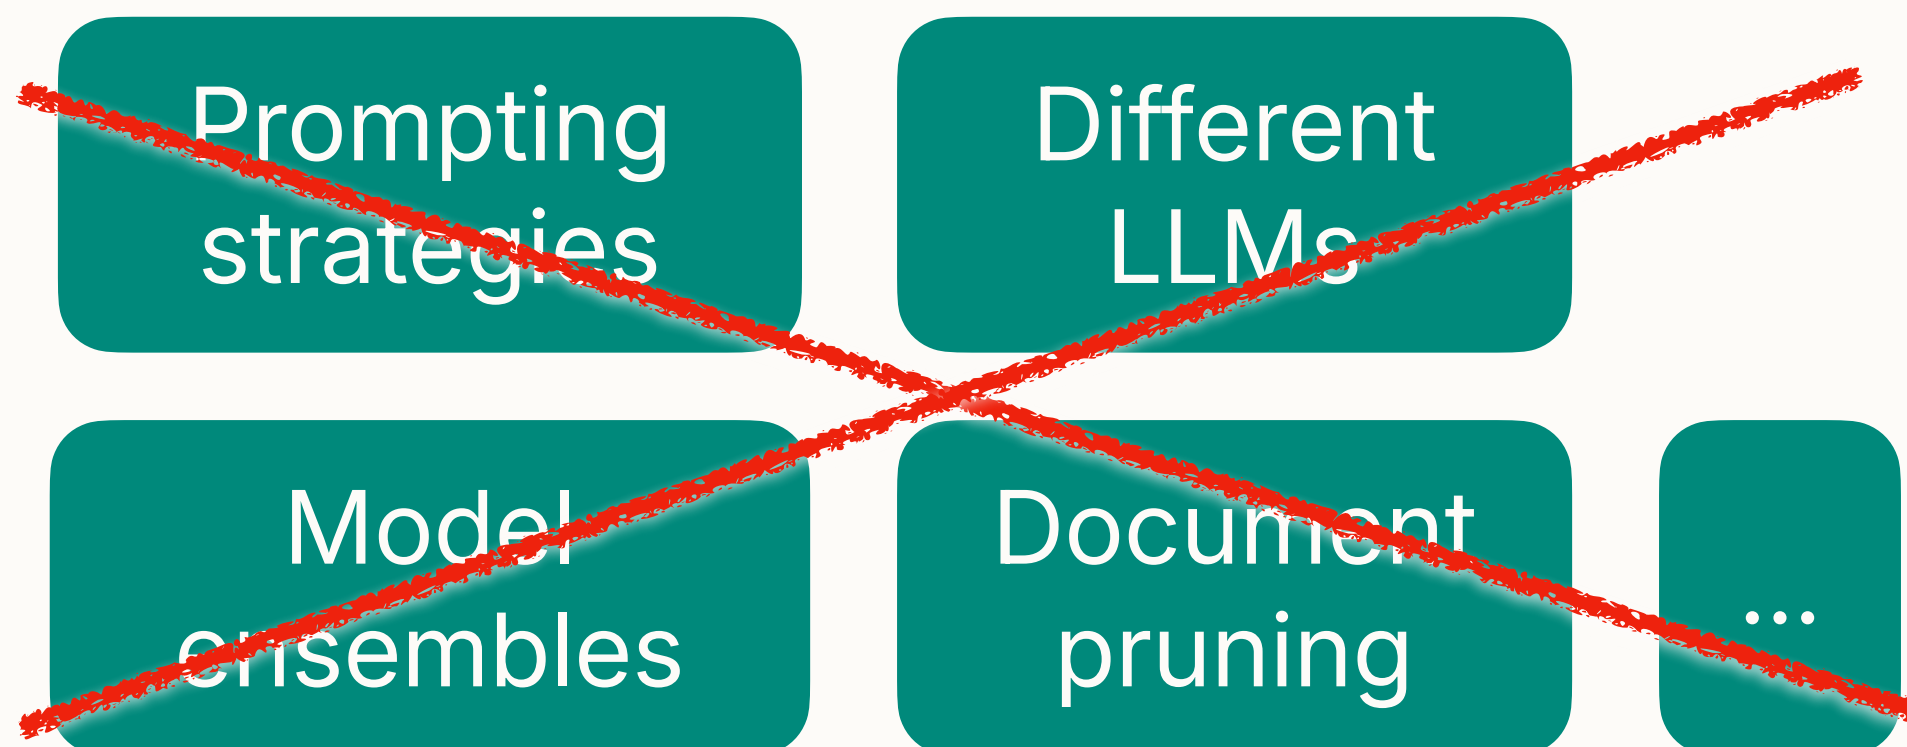 Prompting
strategies
Different
LLMs
Model
ensembles
Document
pruning
...